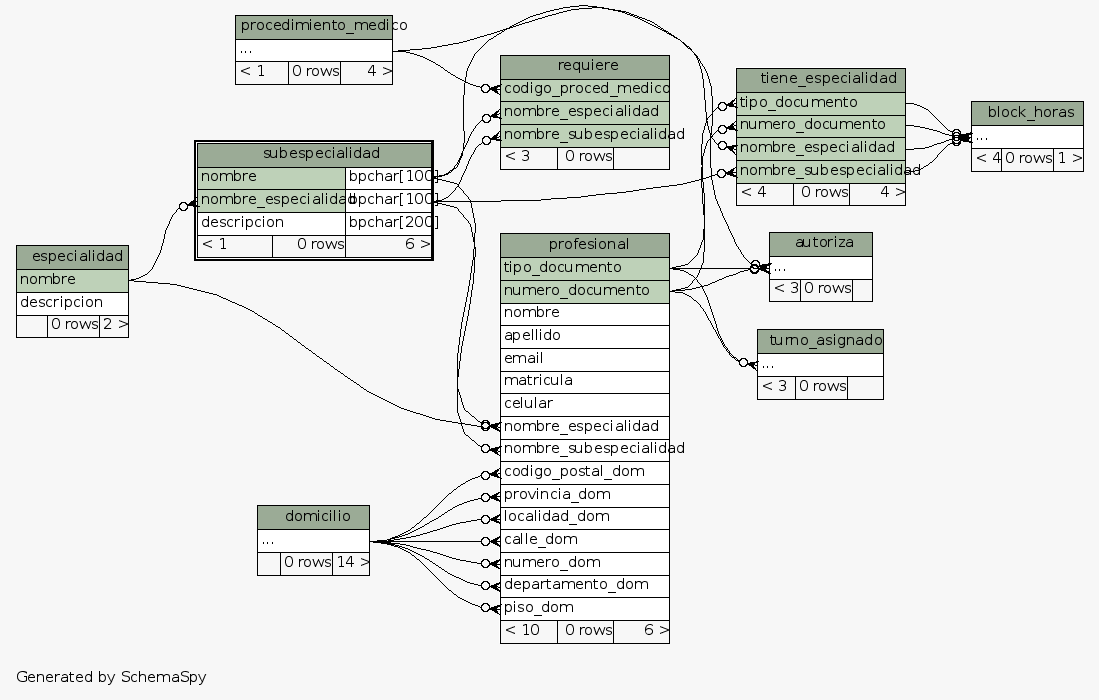 procedimiento_medico
...
< 1 0 rows 4 >
requiere
codigo_proced_medico
nombre_especialidad
nombre_subespecialidad
< 3 0 rows
tiene_especialidad
tipo_documento
numero_documento
nombre_especialidad
nombre_subespecialidad
< 4 0 rows 4 >
block_horas
...
< 4 0 rows 1 >
subespecialidad
nombre bpchar[100]
nombre_especialidad bpchar[100]
descripcion bpchar[200]
< 1 0 rows 6 >
especialidad
nombre
descripcion
0 rows 2 >
profesional
tipo_documento
numero_documento
nombre
apellido
email
matricula
celular
nombre_especialidad
nombre_subespecialidad
codigo_postal_dom
provincia_dom
localidad_dom
calle_dom
numero_dom
departamento_dom
piso_dom
< 10 0 rows 6 >
autoriza
...
< 3 0 rows
turno_asignado
...
< 3 0 rows
domicilio
...
0 rows 14 >
Generated by SchemaSpy